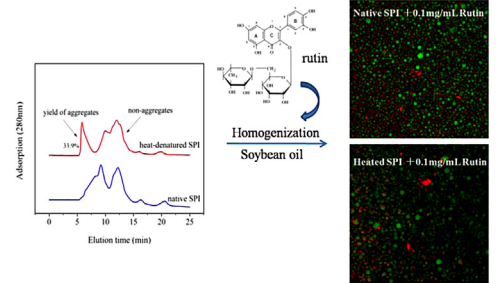 Adsorption (280nm)
yield of aggregates
non-aggregates
33.9%
heat-denatured SPI
native SPI
0 5 10 15 20 25
Elution time (min)
rutin
Homogenization
Soybean oil
Native SPI + 0.1mg/mL Rutin
Heated SPI + 0.1mg/mL Rutin